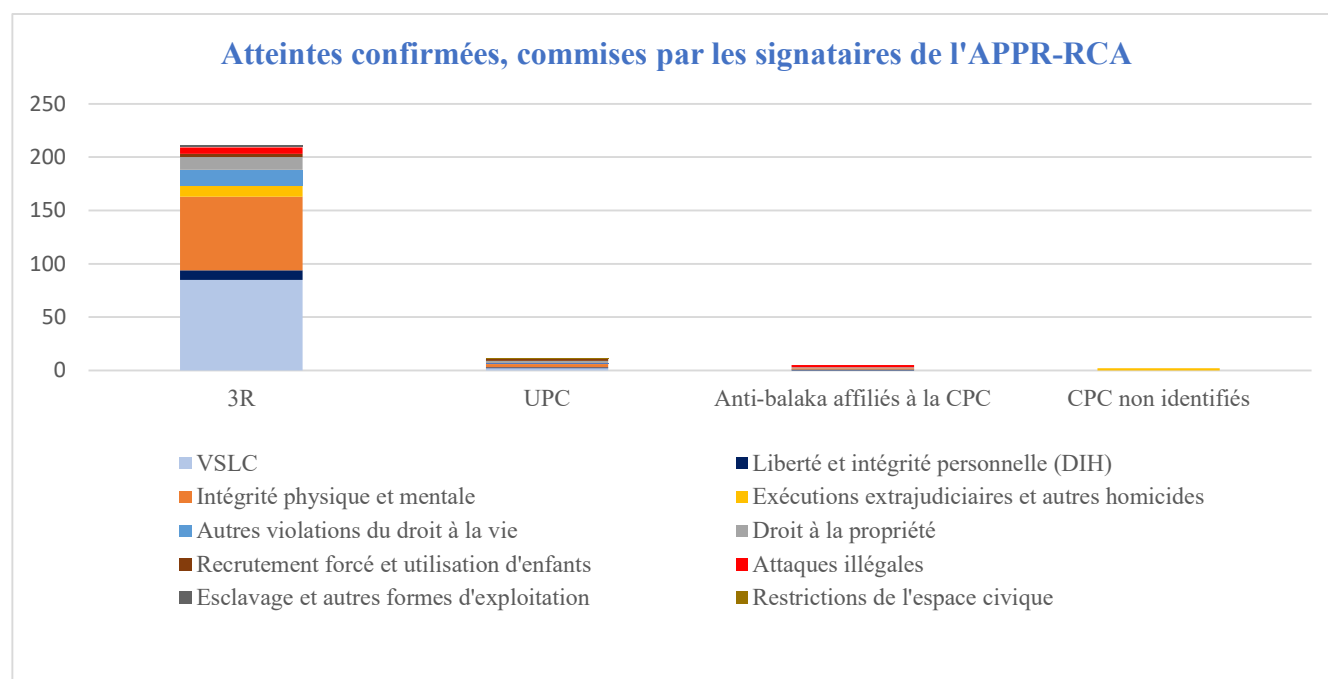 Atteintes confirmées, commises par les signataires de l'APPR-RCA
250
200
150
100
50
0
3R
UPC
Anti-balaka affiliés à la CPC
CPC non identifiés
VSLC
Liberté et intégrité personnelle (DIH)
Intégrité physique et mentale
Exécutions extrajudiciaires et autres homicides
Autres violations du droit à la vie
Droit à la propriété
Recrutement forcé et utilisation d'enfants
Attaques illégales
Esclavage et autres formes d'exploitation
Restrictions de l'espace civique